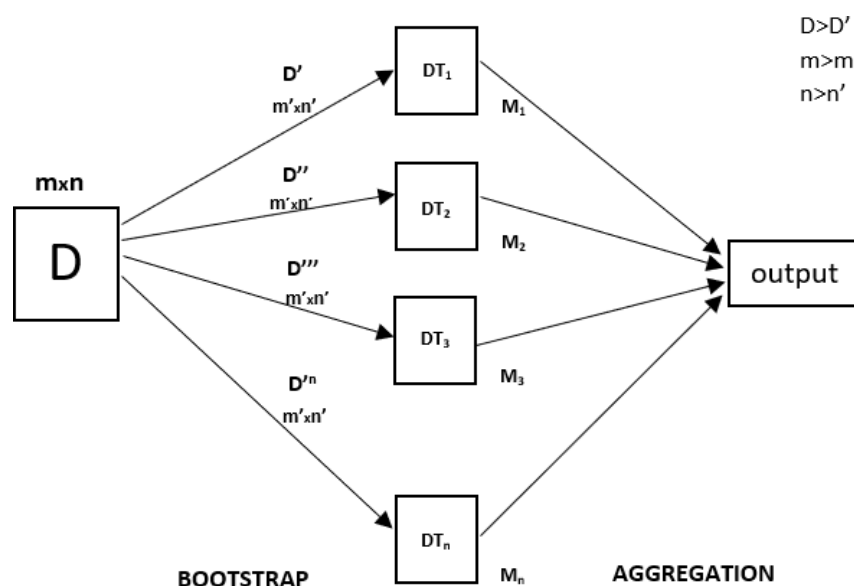 D>D'
m>m
n>n'
D'
m'xn'
DT₁
M₁
mxn
D
D''
m'xn'
DT₂
M₂
D'''
m'xn'
DT₃
M₃
output
D'ⁿ
m'xn'
DTₙ
Mₙ
BOOTSTRAP
AGGREGATION